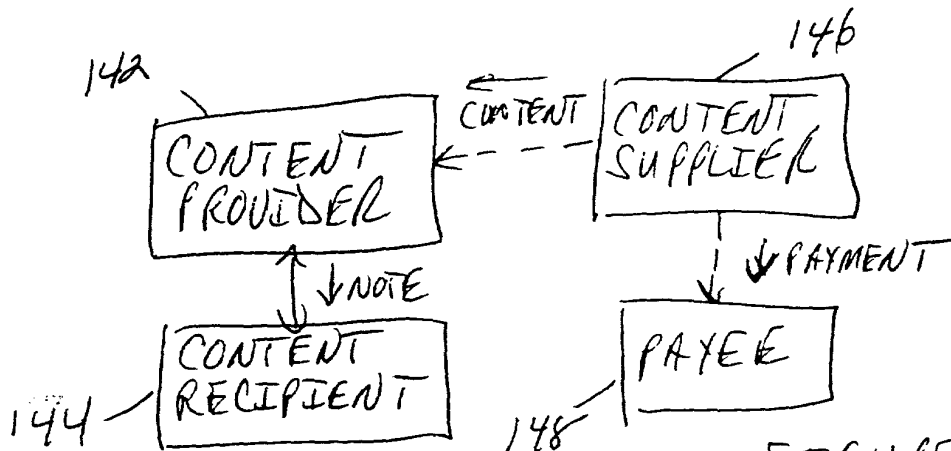 146
142
CONTENT
CONTENT
SUPPLIER
CONTENT
PROVIDER
PAYMENT
NOTE
CONTENT
RECIPIENT
PAYEE
144
148